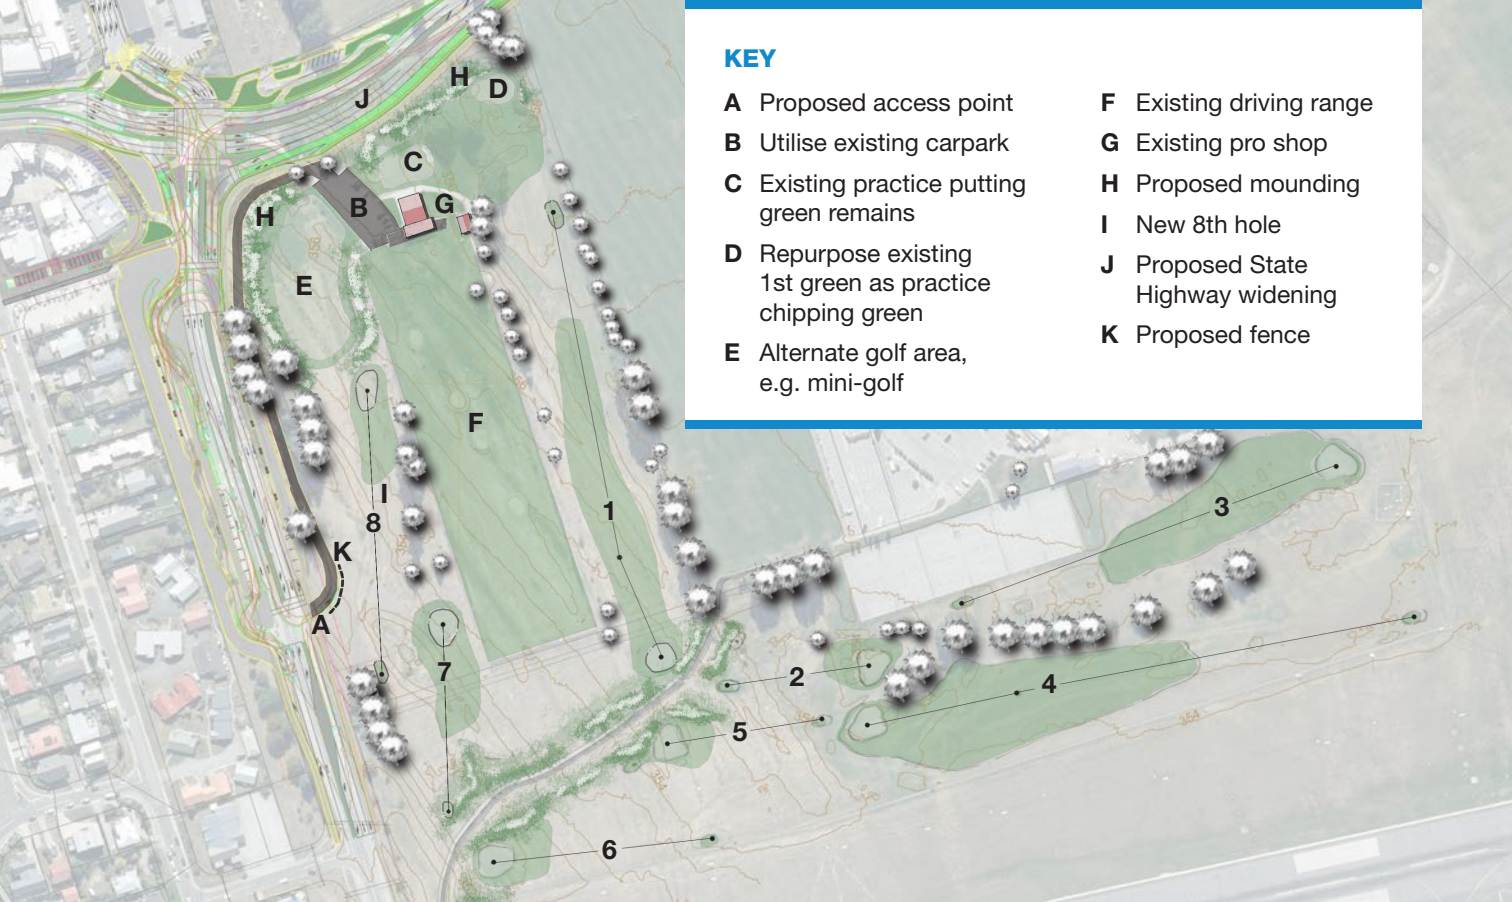 KEY
A Proposed access point
B Utilise existing carpark
C Existing practice putting
green remains
D Repurpose existing
1st green as practice
chipping green
E Alternate golf area,
e.g. mini-golf
F Existing driving range
G Existing pro shop
H Proposed mounding
I New 8th hole
J Proposed State
Highway widening
K Proposed fence
H
D
J
C
H
B
G
E
F
I
8
1
3
K
A
7
2
4
5
6
354
354